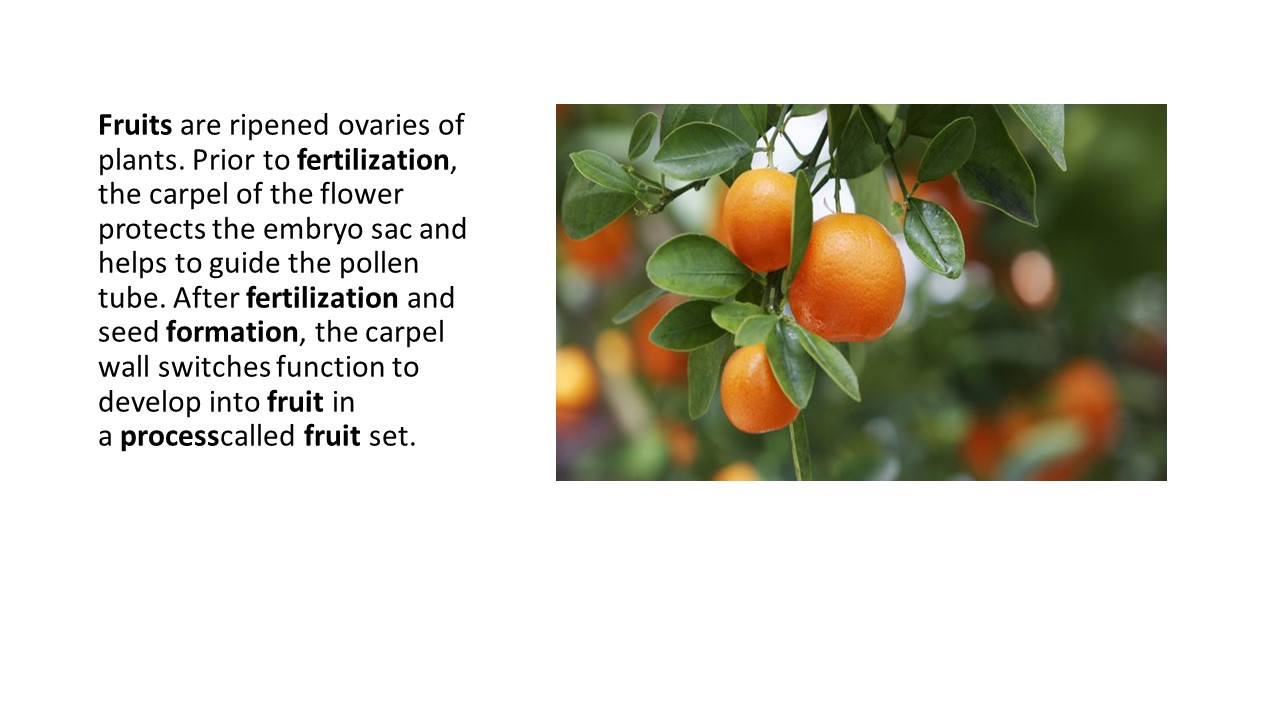 Fruits are ripened ovaries of
plants. Prior to fertilization,
the carpel of the flower
protects the embryo sac and
helps to guide the pollen
tube. After fertilization and
seed formation, the carpel
wall switches function to
develop into fruit in
a processcalled fruit set.